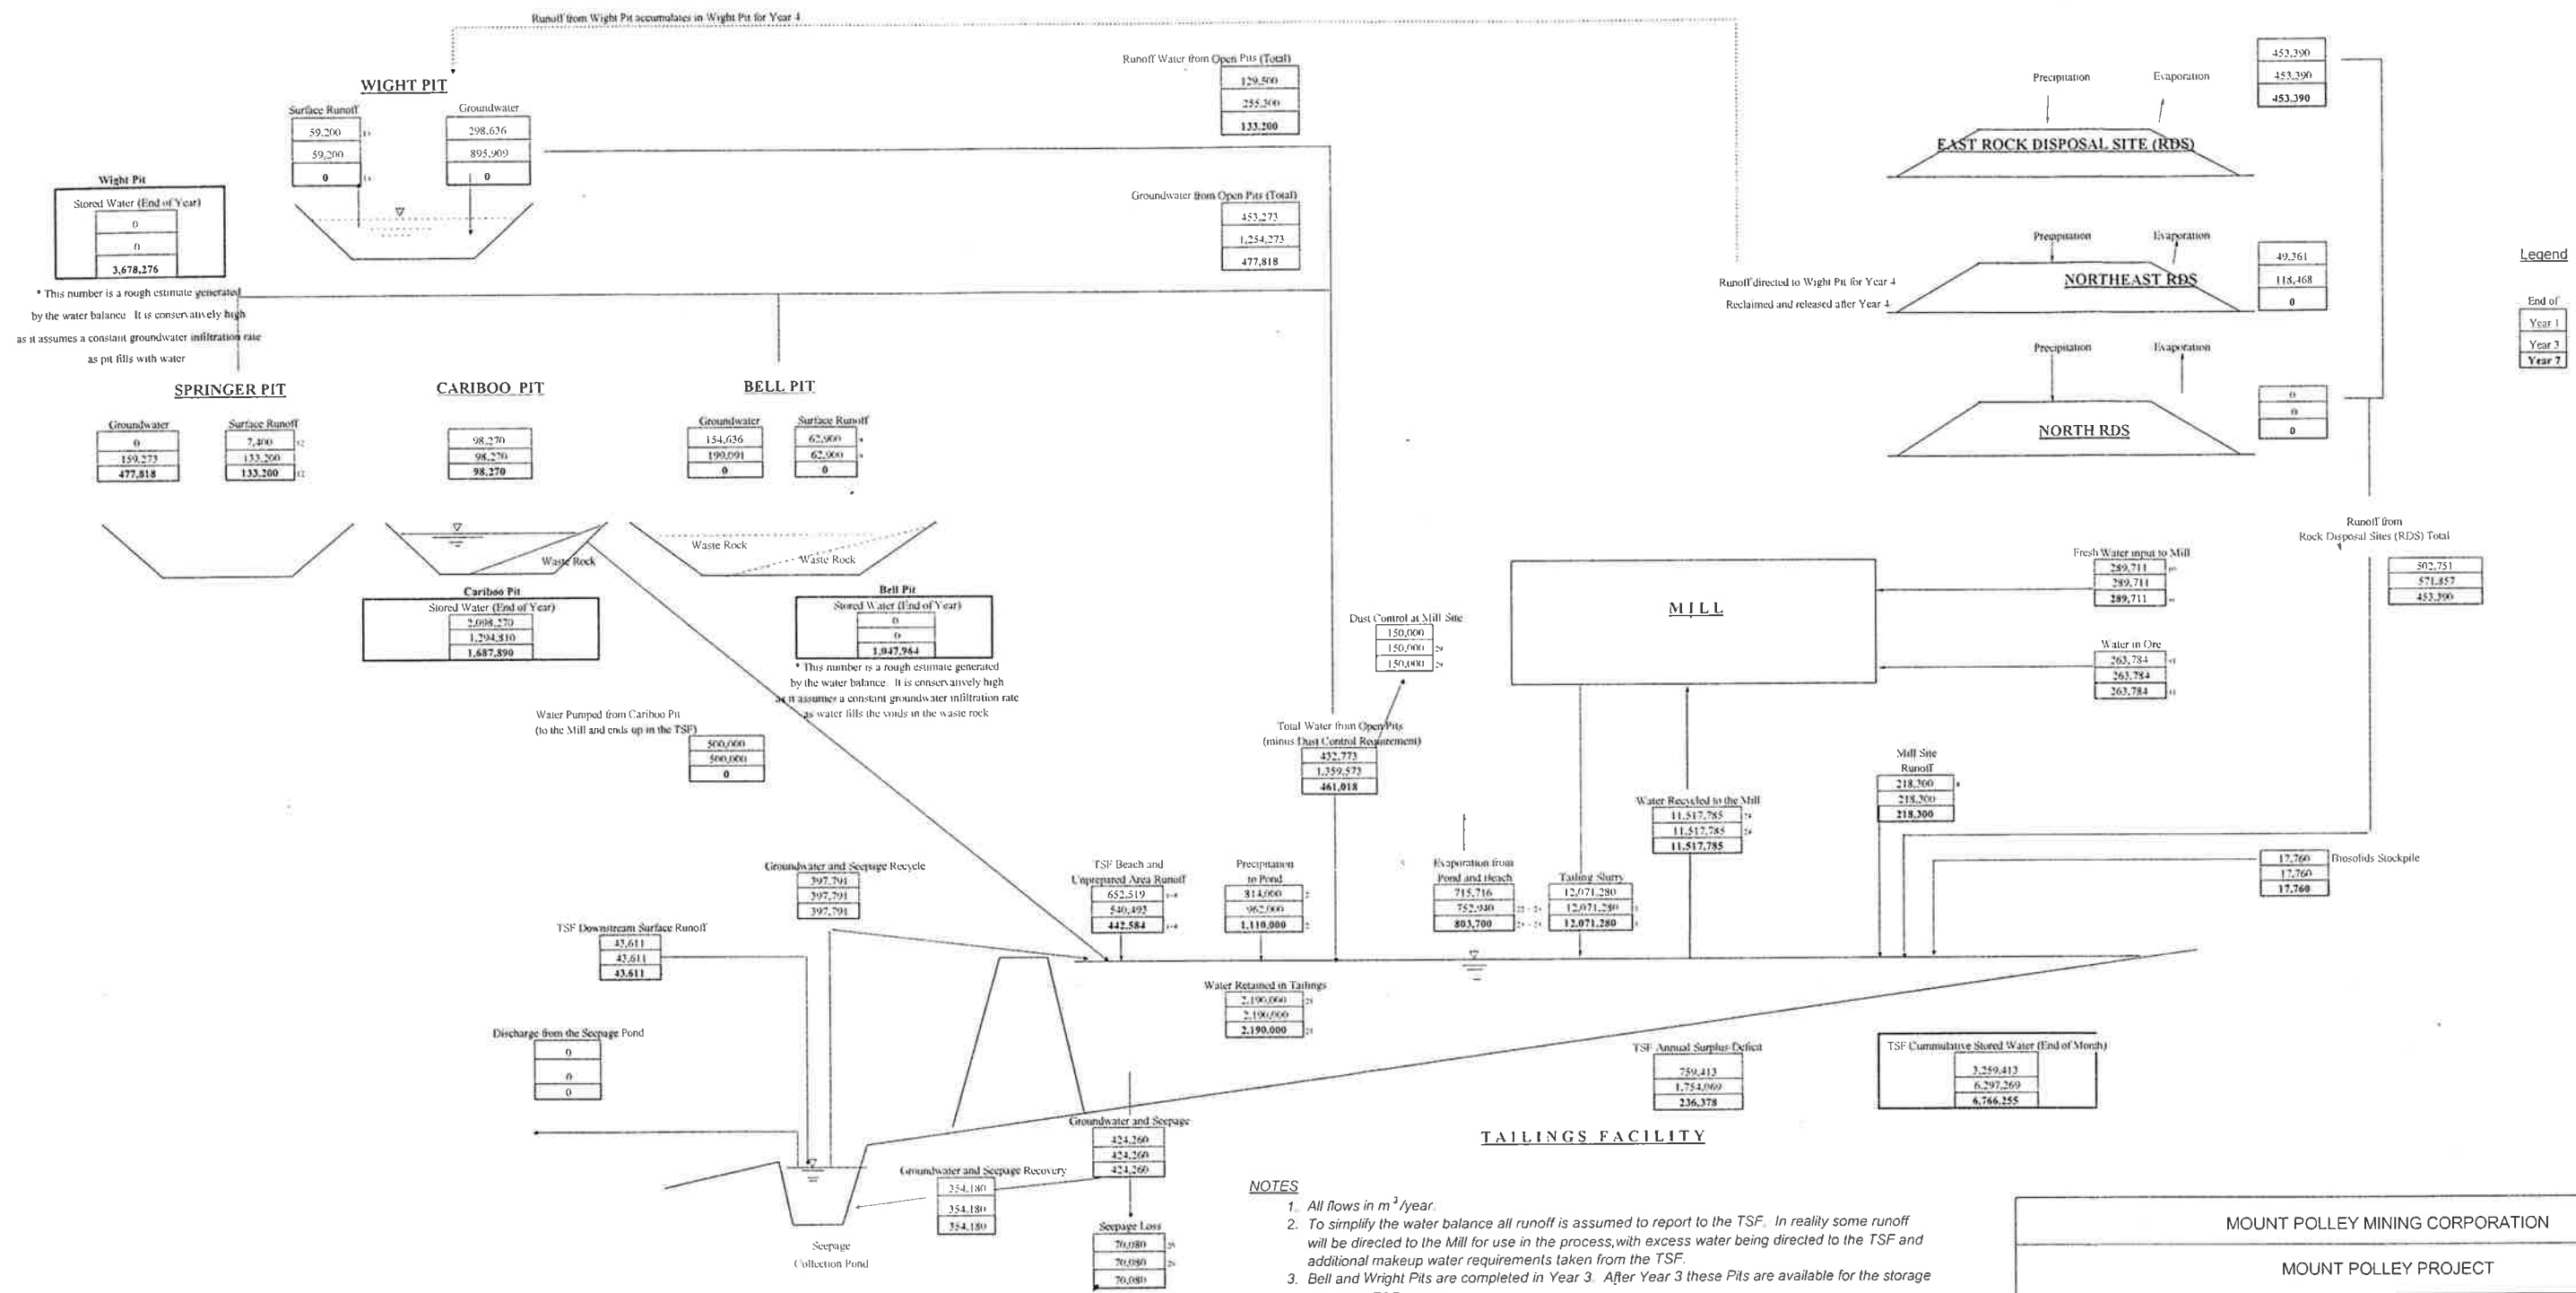 Runoff from Wight Pit accumulates in Wight Pit for Year 4
WIGHT PIT
Surface Runoff
59,200
59,200
0
Groundwater
298,636
895,909
0
Wight Pit
Stored Water (End of Year)
0
0
3,678,276
* This number is a rough estimate generated
by the water balance. It is conservatively high
as it assumes a constant groundwater infiltration rate
as pit fills with water
Runoff Water from Open Pits (Total)
129,500
255,300
133,200
Groundwater from Open Pits (Total)
453,273
1,254,273
477,818
Precipitation
Evaporation
EAST ROCK DISPOSAL SITE (RDS)
453,390
453,390
453,390
Runoff directed to Wight Pit for Year 4
Reclaimed and released after Year 4
Precipitation
Evaporation
NORTHEAST RDS
49,361
118,468
0
Precipitation
Evaporation
NORTH RDS
0
0
0
Legend
End of
Year 1
Year 3
Year 7
SPRINGER PIT
Groundwater
0
159,273
477,818
Surface Runoff
7,400 12
133,200
133,200 12
CARIBOO PIT
98,270
98,270
98,270
Waste Rock
Cariboo Pit
Stored Water (End of Year)
2,098,270
1,294,810
1,687,890
BELL PIT
Groundwater
154,636
199,091
0
Surface Runoff
62,900
62,900
0
Waste Rock
Waste Rock
Bell Pit
Stored Water (End of Year)
0
0
1,047,964
* This number is a rough estimate generated
by the water balance. It is conservatively high
as it assumes a constant groundwater infiltration rate
as water fills the voids in the waste rock
Water Pumped from Cariboo Pit
(to the Mill and ends up in the TSF)
500,000
500,000
0
Dust Control at Mill Site
150,000
150,000 29
150,000 29
Total Water from Open Pits
(minus Dust Control Requirement)
432,773
1,359,573
461,018
MILL
Fresh Water input to Mill
289,711
289,711
289,711
Water in Ore
263,784
263,784
263,784
Runoff from
Rock Disposal Sites (RDS) Total
502,751
571,857
453,390
Mill Site
Runoff
218,300
218,300
218,300
Water Recycled to the Mill
11,517,785
11,517,785
11,517,785
17,760 Biosolids Stockpile
17,760
17,760
Groundwater and Seepage Recycle
397,791
397,791
397,791
TSF Beach and
Unprepared Area Runoff
652,519
540,493
442,584
Precipitation
to Pond
814,000
962,000
1,110,000
Evaporation from
Pond and Beach
715,716
752,940
803,700
Tailing Slurry
12,071,280
12,071,280
12,071,280
TSF Downstream Surface Runoff
43,611
43,611
43,611
Water Retained in Tailings
2,190,000
2,190,000
2,190,000
Discharge from the Seepage Pond
0
0
0
TSF Annual Surplus-Deficit
759,413
1,754,069
236,378
TSF Cummulative Stored Water (End of Month)
3,259,413
6,297,269
6,766,255
TAILINGS FACILITY
Groundwater and Seepage
424,260
424,260
424,260
Groundwater and Seepage Recovery
354,180
354,180
354,180
Seepage
Collection Pond
Seepage Loss
70,080
70,080
70,080
NOTES
1. All flows in m³/year.
2. To simplify the water balance all runoff is assumed to report to the TSF. In reality some runoff
will be directed to the Mill for use in the process,with excess water being directed to the TSF and
additional makeup water requirements taken from the TSF.
3. Bell and Wright Pits are completed in Year 3. After Year 3 these Pits are available for the storage
MOUNT POLLEY MINING CORPORATION
MOUNT POLLEY PROJECT